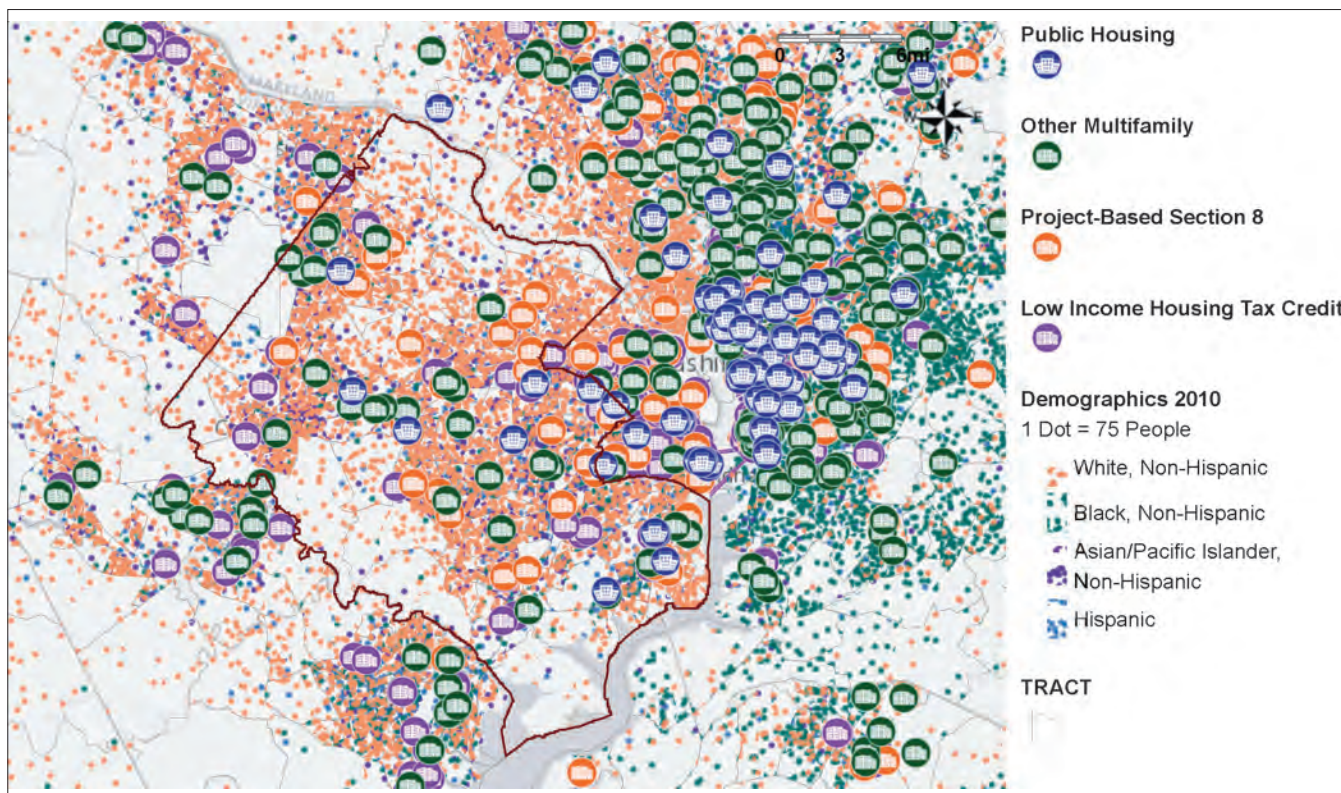 MARYLAND
0 3 6mi
N
E
S
Public Housing
Other Multifamily
Project-Based Section 8
Low Income Housing Tax Credit
Demographics 2010
1 Dot = 75 People
White, Non-Hispanic
Black, Non-Hispanic
Asian/Pacific Islander,
Non-Hispanic
Hispanic
TRACT